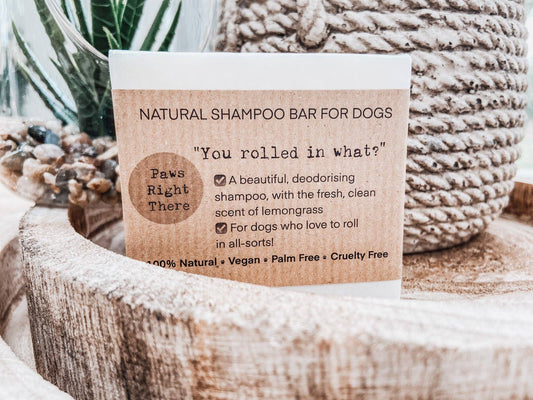 NATURAL SHAMPOO BAR FOR DOGS
"You rolled in what?"
Paws
Right
There
A beautiful, deodorising
shampoo, with the fresh, clean
scent of lemongrass
For dogs who love to roll
in all-sorts!
100% Natural • Vegan • Palm Free • Cruelty Free